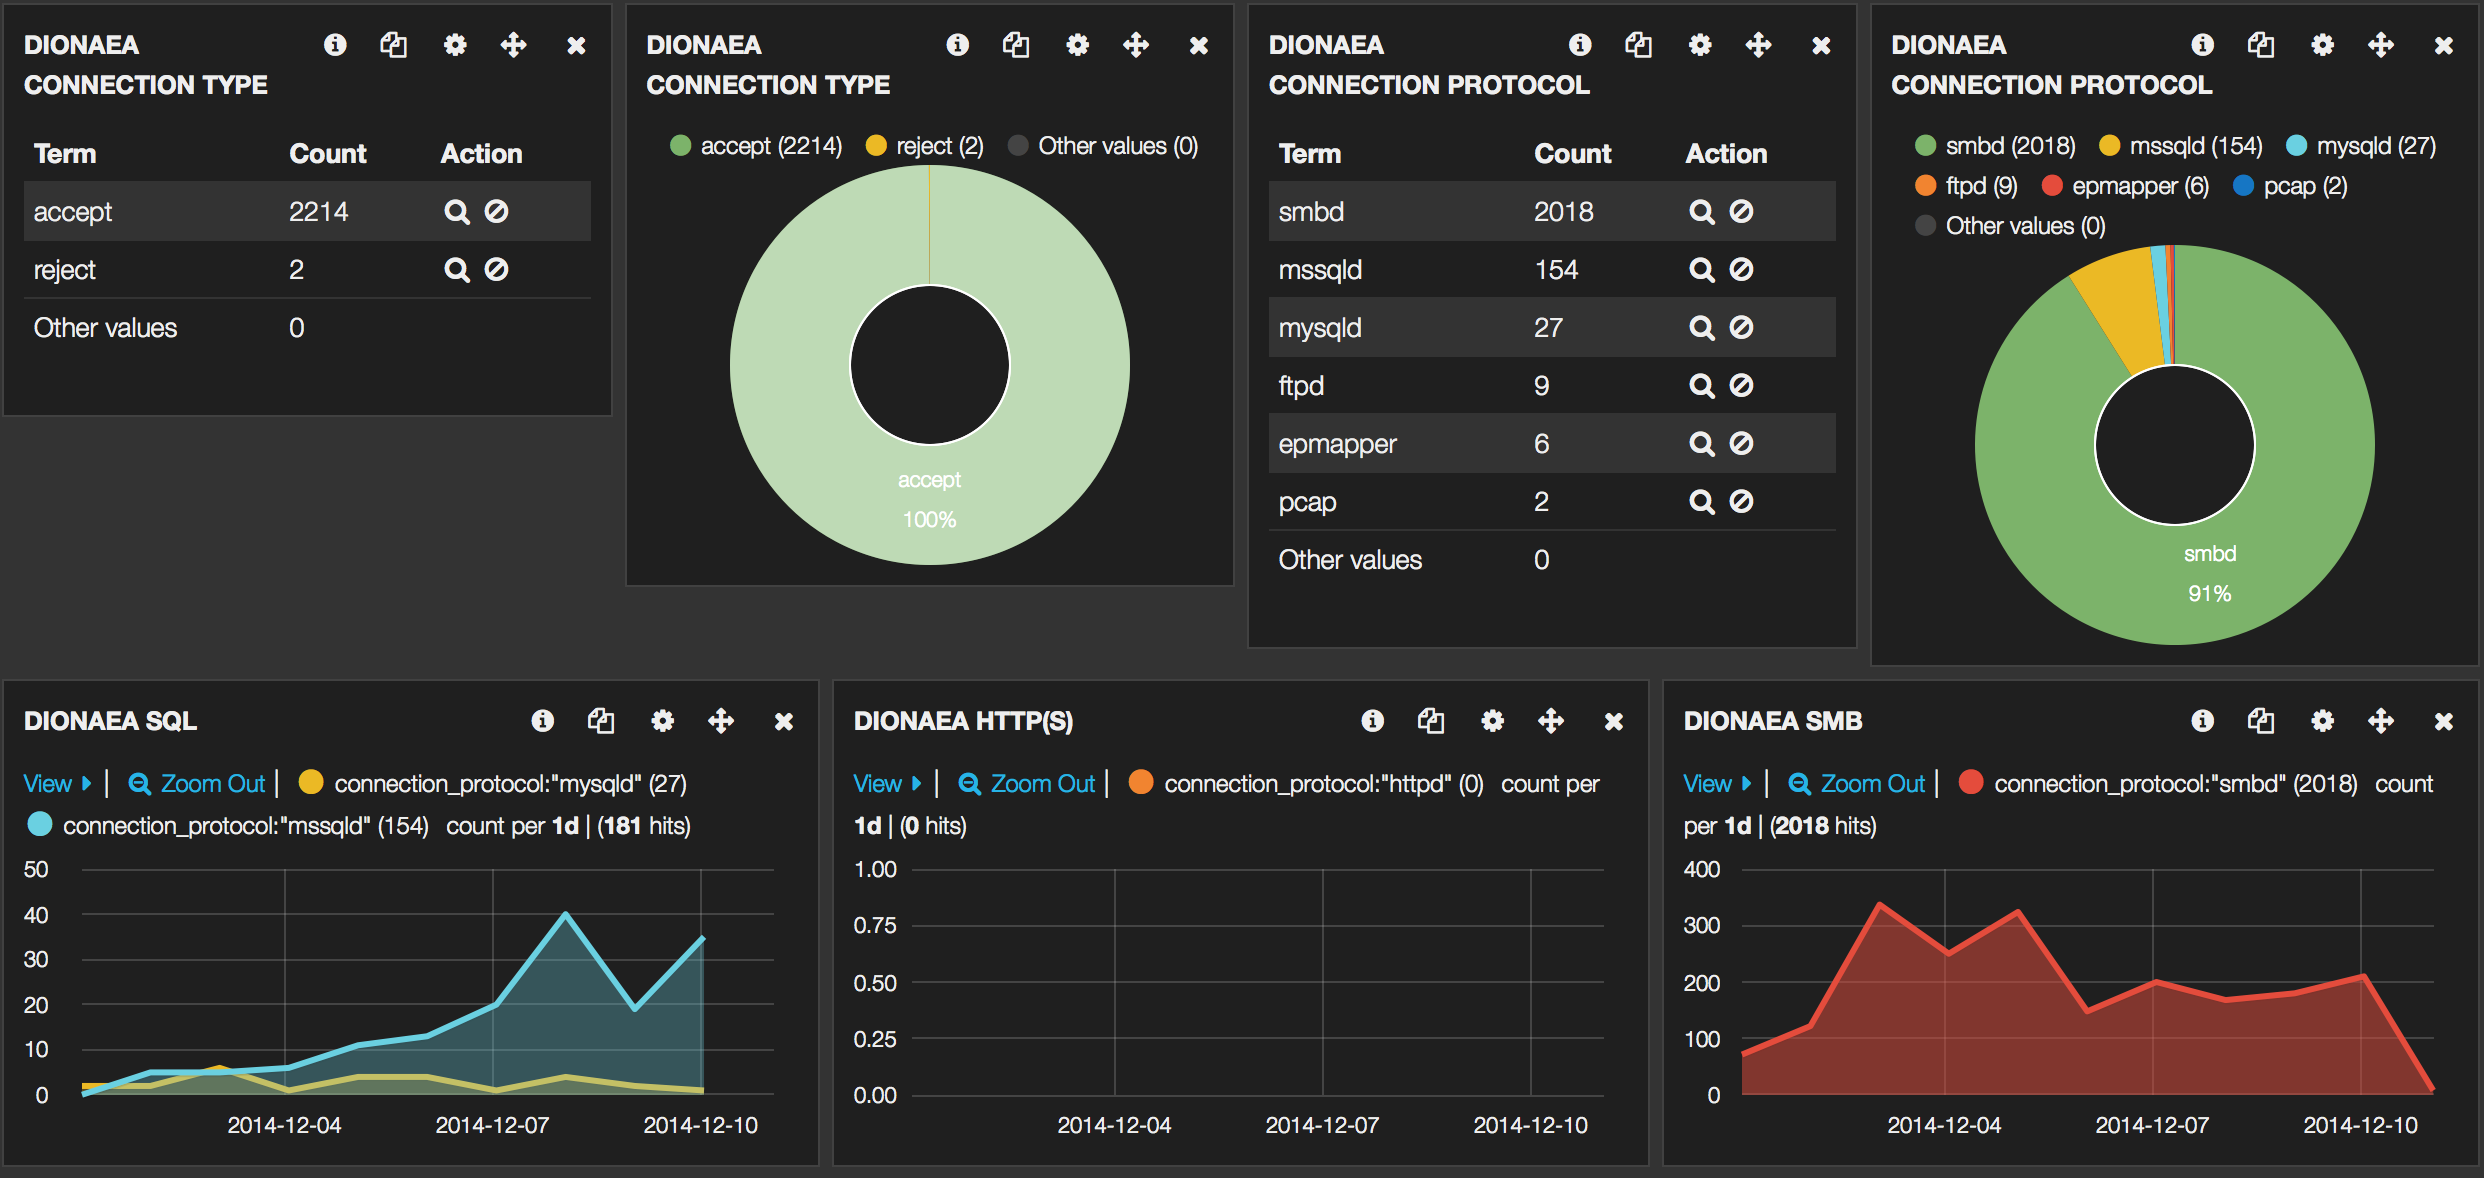 DIONAEA
CONNECTION TYPE
Term Count Action
accept 2214
reject 2
Other values 0
DIONAEA
CONNECTION TYPE
accept (2214) reject (2) Other values (0)
accept
100%
DIONAEA
CONNECTION PROTOCOL
Term Count Action
smbd 2018
mssqld 154
mysqld 27
ftpd 9
epmapper 6
pcap 2
Other values 0
DIONAEA
CONNECTION PROTOCOL
smbd (2018) mssqld (154) mysqld (27)
ftpd (9) epmapper (6) pcap (2)
Other values (0)
smbd
91%
DIONAEA SQL
View | Zoom Out | connection_protocol:"mysqld" (27)
connection_protocol:"mssqld" (154) count per 1d | (181 hits)
50
40
30
20
10
0
2014-12-04 2014-12-07 2014-12-10
DIONAEA HTTP(S)
View | Zoom Out | connection_protocol:"httpd" (0) count per
1d | (0 hits)
1.00
0.75
0.50
0.25
0.00
2014-12-04 2014-12-07 2014-12-10
DIONAEA SMB
View | Zoom Out | connection_protocol:"smbd" (2018) count
per 1d | (2018 hits)
400
300
200
100
0
2014-12-04 2014-12-07 2014-12-10